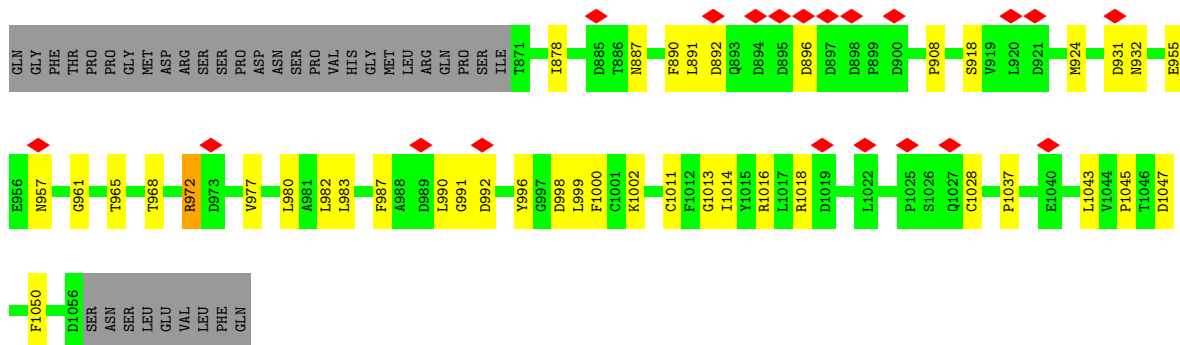 GLN GLY PHE THR PRO PRO GLY MET ASP ARG SER SER PRO ASP ASN SER PRO VAL HIS GLY MET LEU ARG GLN PRO SER ILE T871 I878 D885 T886 N887 F890 L891 D892 Q893 D894 D895 D896 D897 D898 P899 D900 P908 S918 V919 L920 D921 M924 D931 N932 E955
E956 N957 G961 T965 T968 R972 D973 V977 L980 A981 L982 L983 F987 A988 D989 L990 G991 D992 Y996 G997 D998 L999 F1000 C1001 K1002 C1011 F1012 G1013 I1014 Y1015 R1016 L1017 R1018 D1019 L1022 P1025 S1026 Q1027 C1028 P1037 E1040 L1043 V1044 P1045 T1046 D1047
F1050 D1056 SER ASN SER LEU GLU VAL LEU PHE GLN